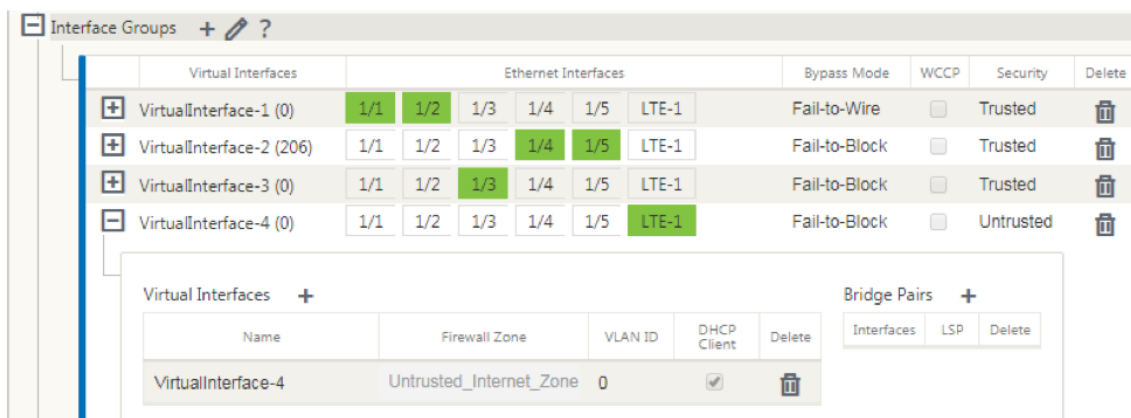 Interface Groups + ?
Virtual Interfaces Ethernet Interfaces Bypass Mode WCCP Security Delete
VirtualInterface-1 (0) 1/1 1/2 1/3 1/4 1/5 LTE-1 Fail-to-Wire Trusted
VirtualInterface-2 (206) 1/1 1/2 1/3 1/4 1/5 LTE-1 Fail-to-Block Trusted
VirtualInterface-3 (0) 1/1 1/2 1/3 1/4 1/5 LTE-1 Fail-to-Block Trusted
VirtualInterface-4 (0) 1/1 1/2 1/3 1/4 1/5 LTE-1 Fail-to-Block Untrusted
Virtual Interfaces + Bridge Pairs +
Name Firewall Zone VLAN ID DHCP Client Delete Interfaces LSP Delete
VirtualInterface-4 Untrusted_Internet_Zone 0